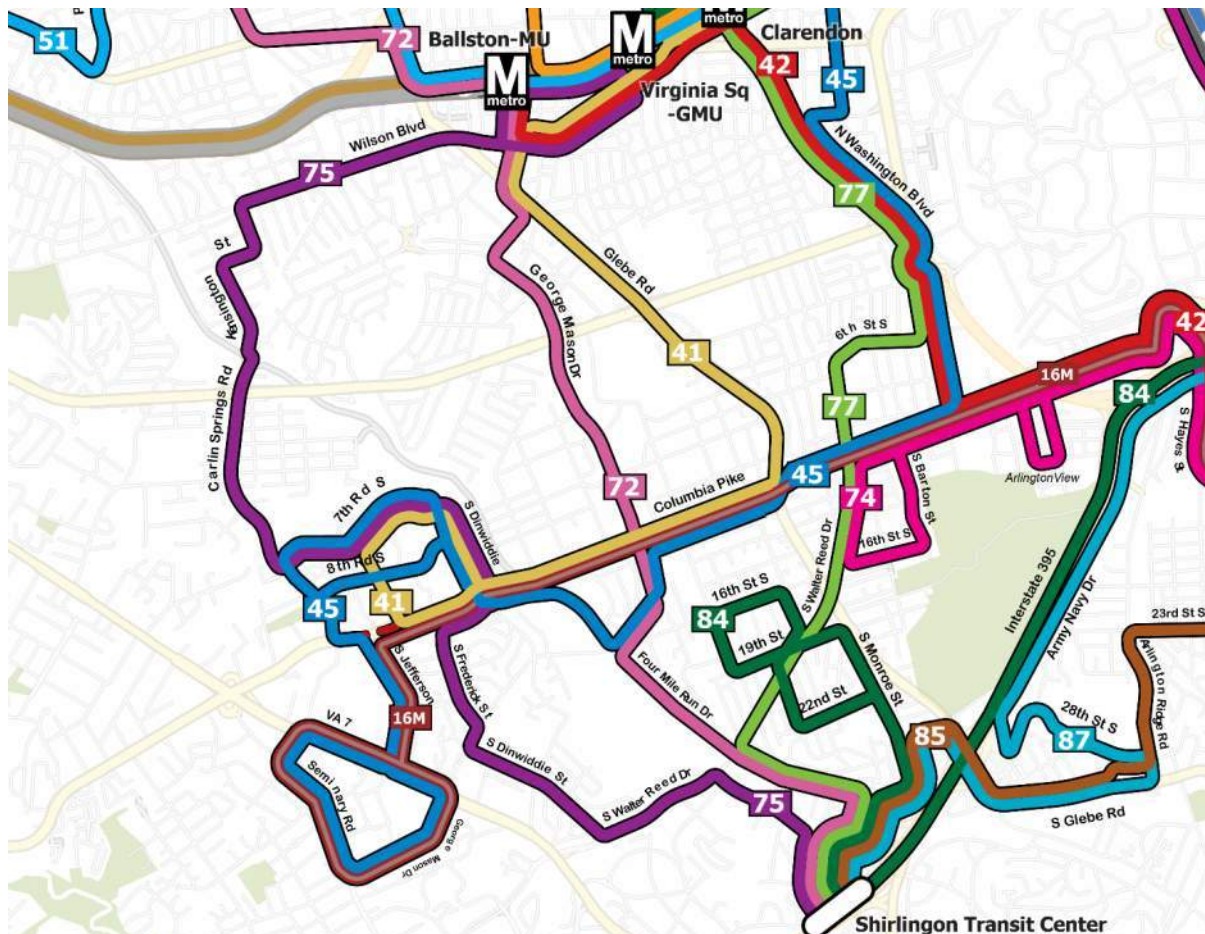 51
72
Ballston-MU
M
metro
M
metro
metro
Clarendon
42
45
Virginia Sq
-GMU
Wilson Blvd
75
N Washington Blvd
77
Kensington St
Glebe Rd
George Mason Dr
6th St S
41
42
16M
84
77
Carlin Springs Rd
S Hayes St
72
Columbia Pike
45
S Barton St
Arlington View
74
7th Rd S
S Dinwiddie
16th St S
8th Rd S
S Walter Reed Dr
Interstate 395
Army Navy Dr
45
41
16th St S
84
19th St
S Monroe St
23rd St S
S Jefferson
S Frederick St
Four Mile Run Dr
22nd St
Arlington Ridge Rd
16M
VA 7
28th St S
85
87
S Dinwiddie St
Seminary Rd
S Walter Reed Dr
75
S Glebe Rd
George Mason Dr
Shirlingon Transit Center